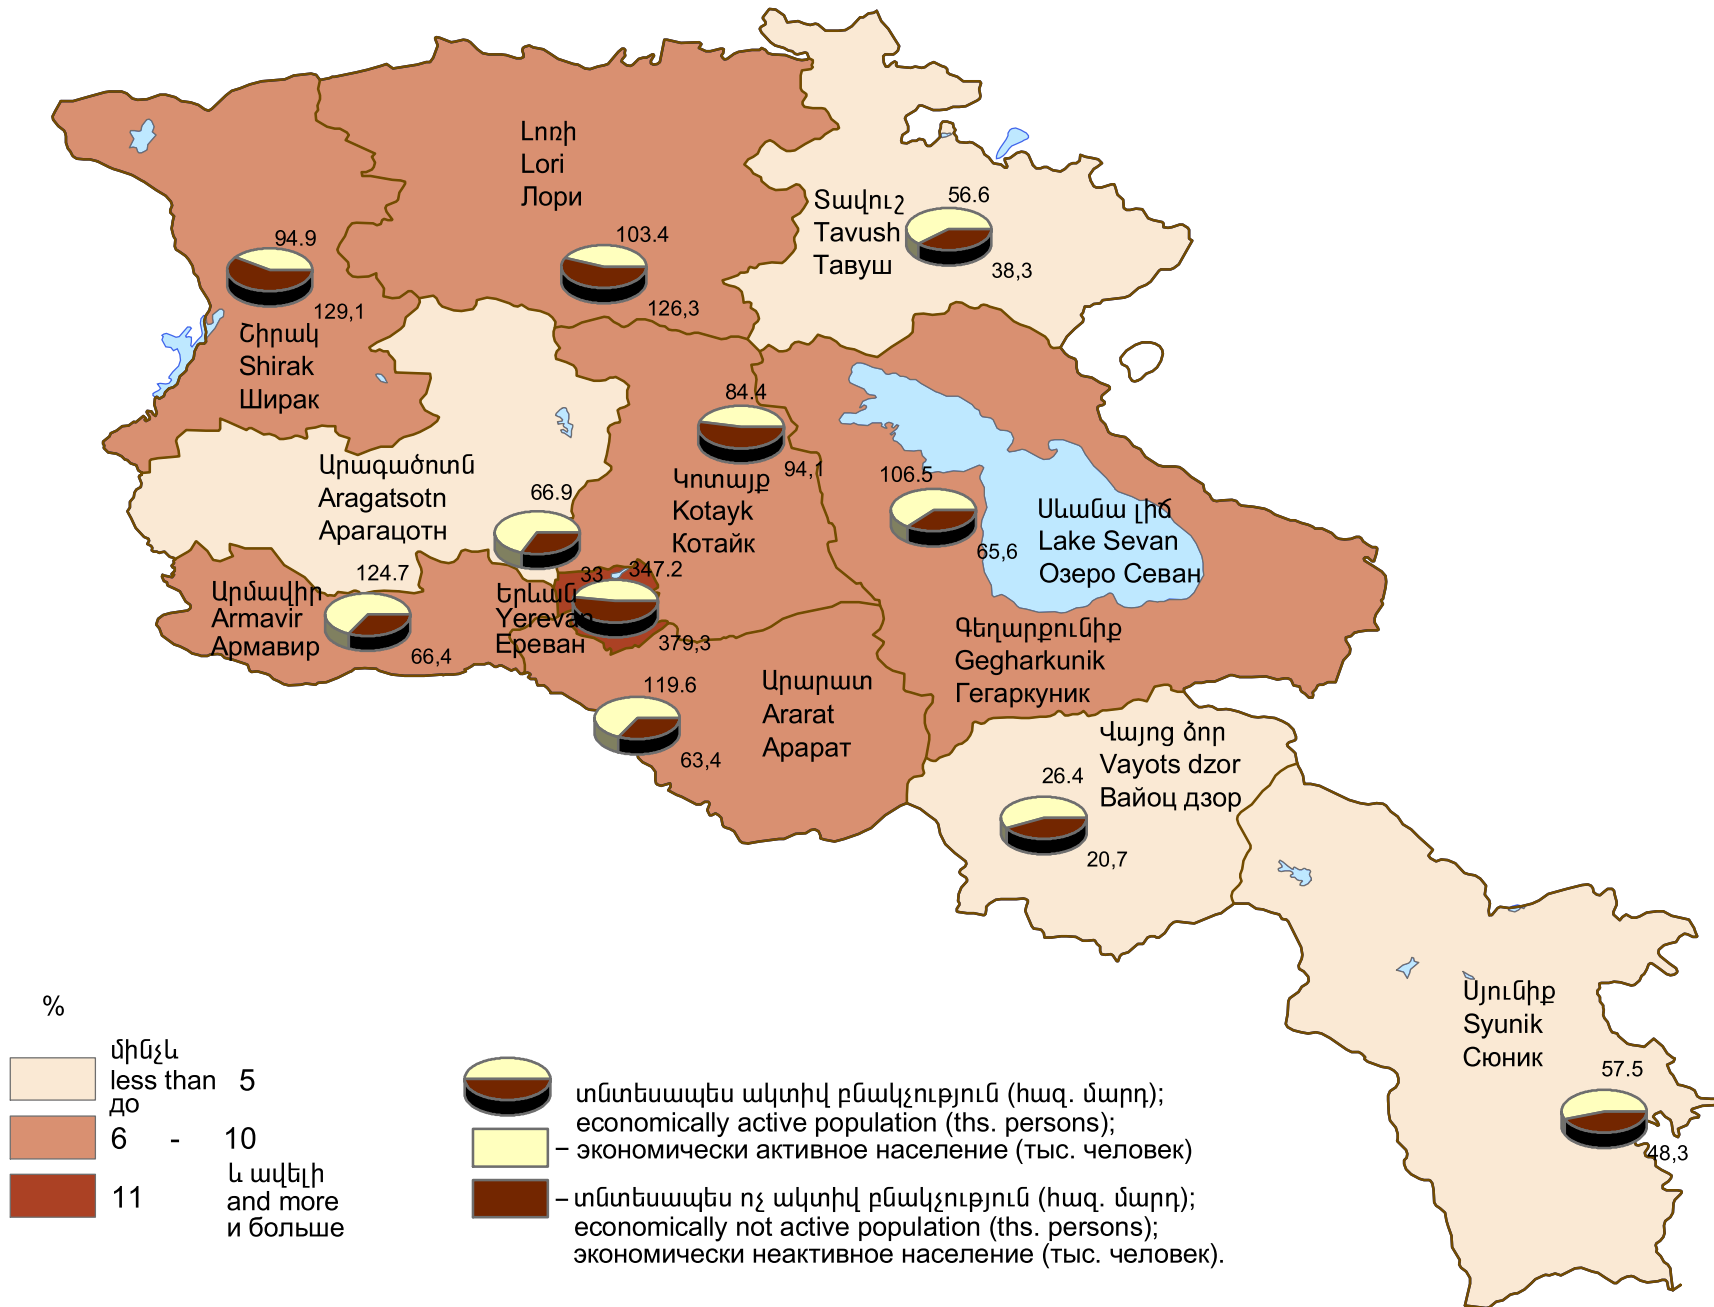 Լոռի
Lori
Лори
56.6
Տավուշ
Tavush
Тавуш
38,3
94.9
129,1
Շիրակ
Shirak
Ширак
103.4
126,3
84.4
94,1
Կոտայք
Kotayk
Котайк
Արագածոտն
Aragatsotn
Арагацотн
66.9
33
106.5
65,6
Սևանա լիճ
Lake Sevan
Озеро Севан
124.7
Արմավիր
Armavir
Армавир
66,4
347.2
Երևան
Yerevan
Ереван
379,3
Գեղարքունիք
Gegharkunik
Гегаркуник
119.6
63,4
Արարատ
Ararat
Арарат
Վայոց ձոր
Vayots dzor
Вайоц дзор
26.4
20,7
Սյունիք
Syunik
Сюник
57.5
48,3
%
մինչև
less than 5
до
6 - 10
11 և ավելի
and more
и больше
տնտեսապես ակտիվ բնակչություն (հազ. մարդ);
economically active population (ths. persons);
– экономически активное население (тыс. человек)
– տնտեսապես ոչ ակտիվ բնակչություն (հազ. մարդ);
economically not active population (ths. persons);
экономически неактивное население (тыс. человек).